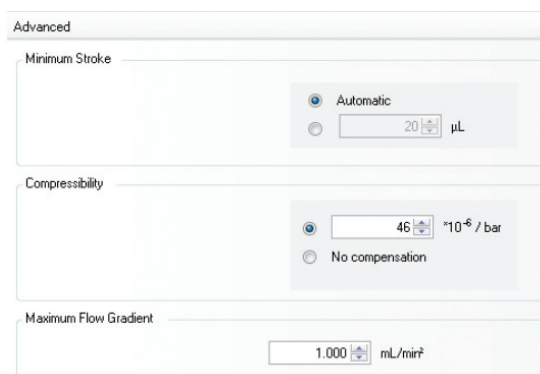 Advanced
Minimum Stroke
Automatic
20 µL
Compressibility
46 *10⁻⁶ / bar
No compensation
Maximum Flow Gradient
1.000 mL/min²